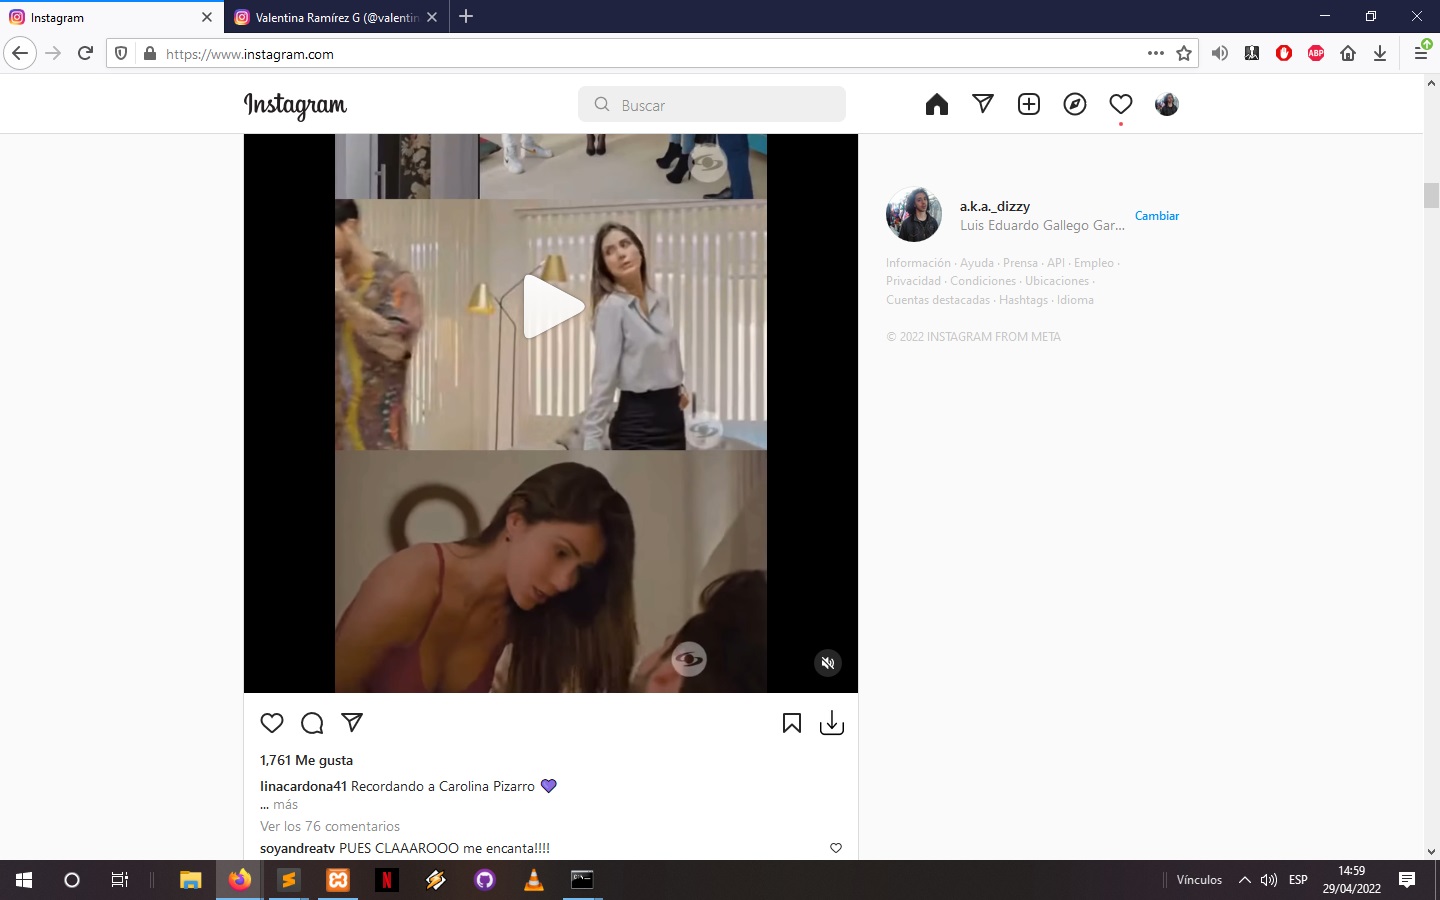 Instagram
Valentina Ramírez G (@valentin
https://www.instagram.com
ABP
Instagram
Buscar
a.k.a._dizzy
Luis Eduardo Gallego Gar...
Cambiar
Información · Ayuda · Prensa · API · Empleo ·
Privacidad · Condiciones · Ubicaciones ·
Cuentas destacadas · Hashtags · Idioma
© 2022 INSTAGRAM FROM META
1,761 Me gusta
linacardona41 Recordando a Carolina Pizarro 💜
... más
Ver los 76 comentarios
soyandreatv PUES CLAAAROOO me encanta!!!!
Vínculos
ESP
14:59
29/04/2022